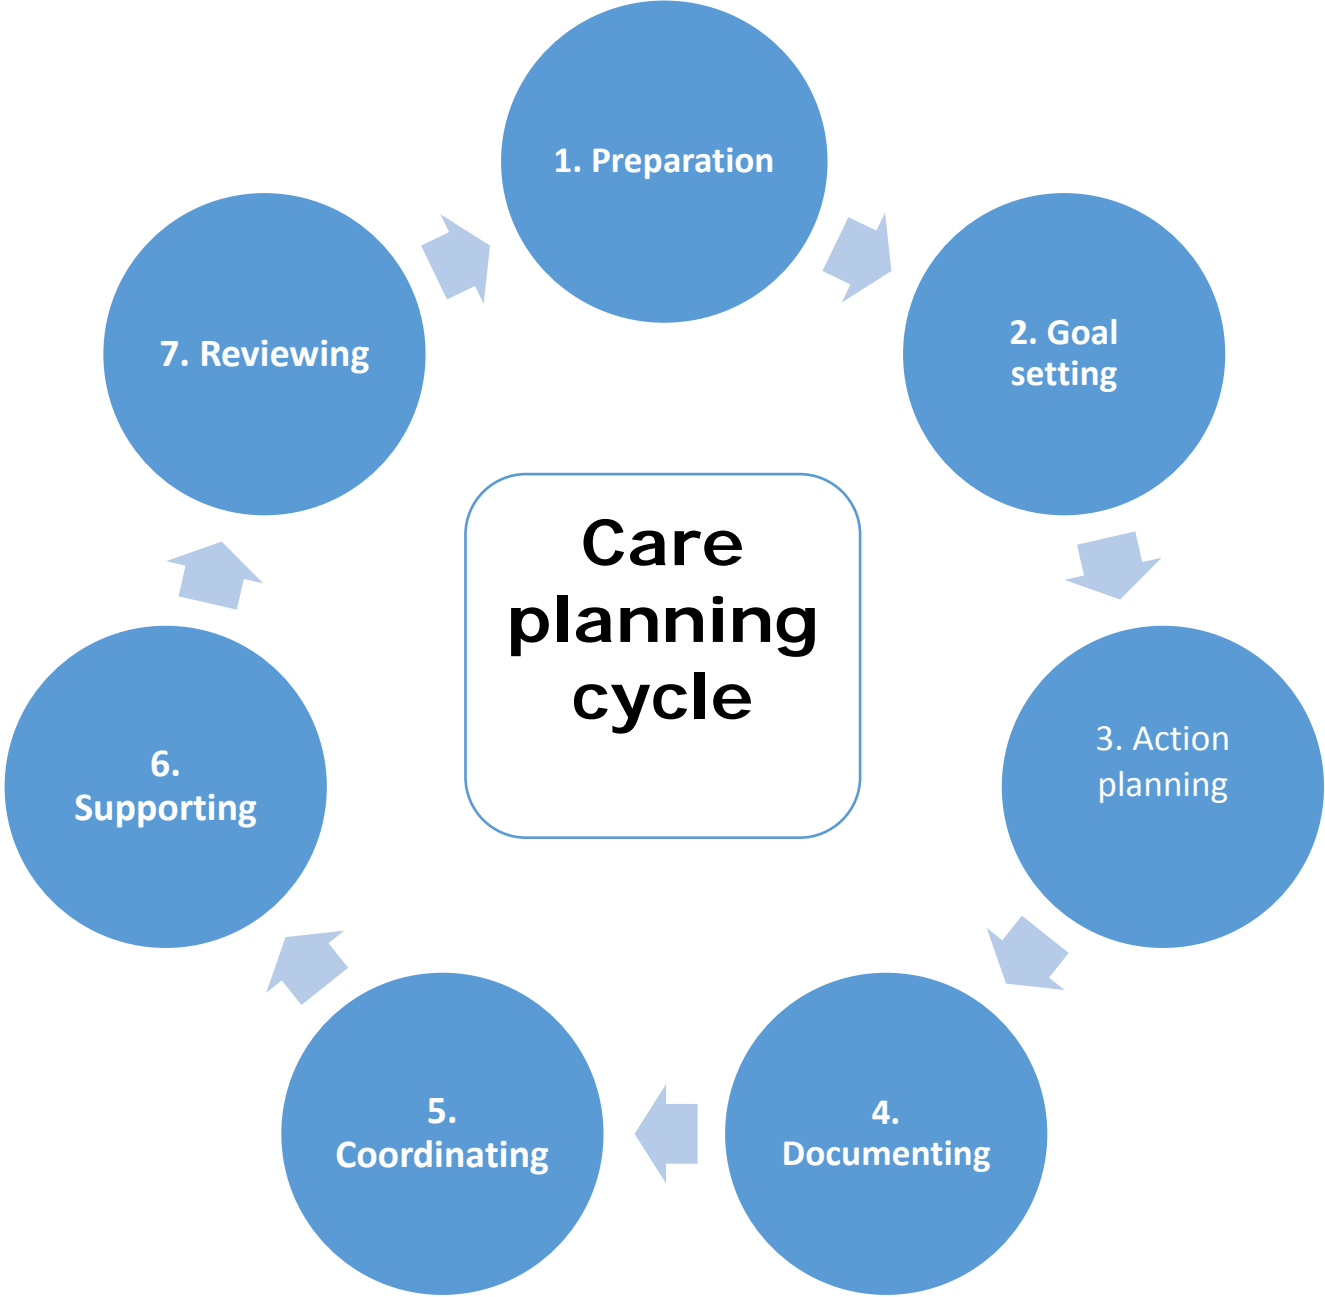 1. Preparation
2. Goal
setting
3. Action
planning
4.
Documenting
5.
Coordinating
6.
Supporting
7. Reviewing
Care
planning
cycle